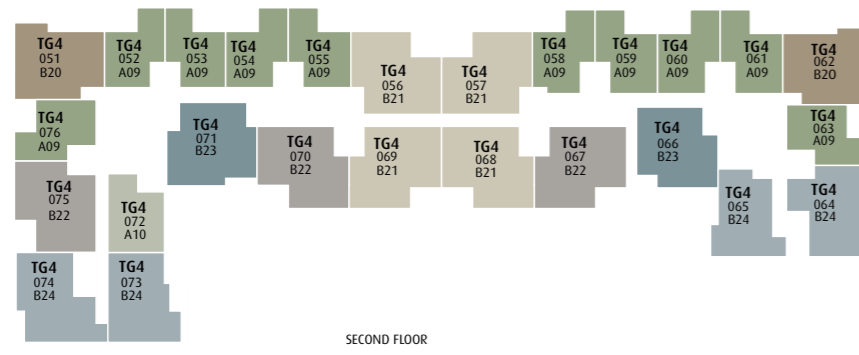 TG4
051
B20
TG4
052
A09
TG4
053
A09
TG4
054
A09
TG4
055
A09
TG4
056
B21
TG4
057
B21
TG4
058
A09
TG4
059
A09
TG4
060
A09
TG4
061
A09
TG4
062
B20
TG4
076
A09
TG4
071
B23
TG4
070
B22
TG4
069
B21
TG4
068
B21
TG4
067
B22
TG4
066
B23
TG4
063
A09
TG4
075
B22
TG4
072
A10
TG4
065
B24
TG4
064
B24
TG4
074
B24
TG4
073
B24
SECOND FLOOR